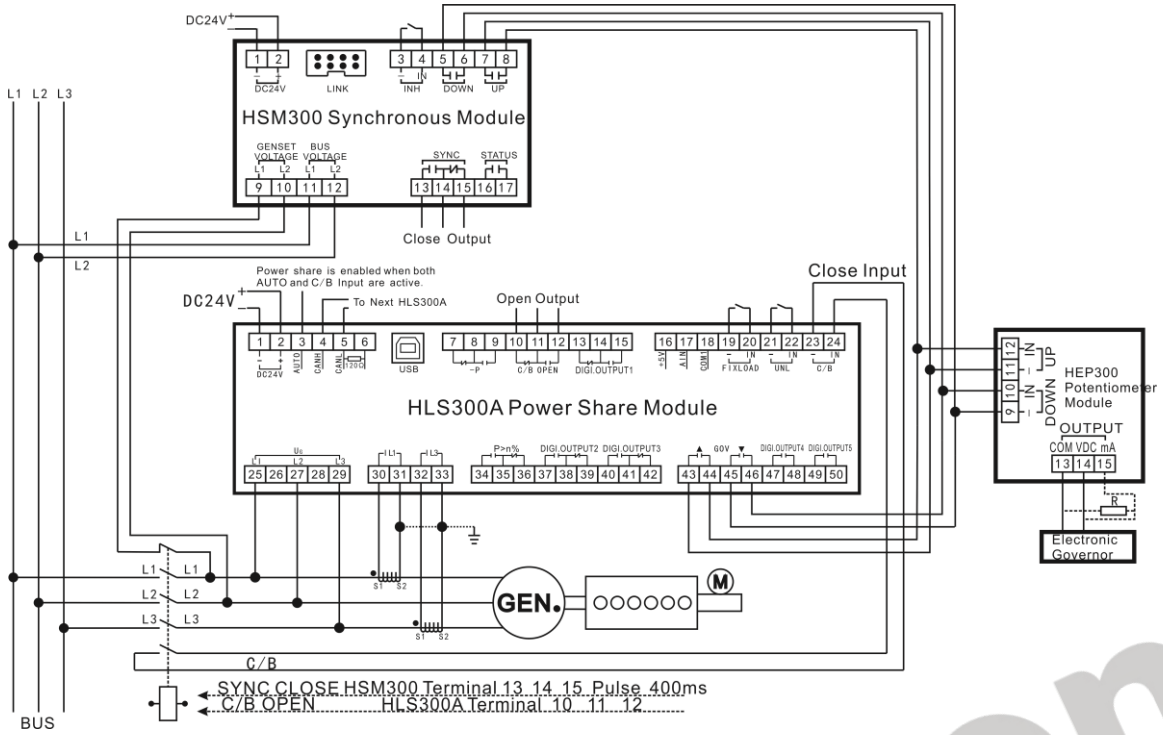 DC24V + −
1 2 3 4 5 6 7 8
− + − IN
DC24V LINK INH DOWN UP
L1 L2 L3
HSM300 Synchronous Module
GENSET VOLTAGE BUS VOLTAGE SYNC STATUS
L1 L2 L1 L2
9 10 11 12 13 14 15 16 17
Close Output
L1
L2
Power share is enabled when both
AUTO and C/B Input are active.
DC24V + −
To Next HLS300A
Open Output
Close Input
1 2 3 4 5 6 7 8 9 10 11 12 13 14 15 16 17 18 19 20 21 22 23 24
− + AUTO CANH CANL 120Ω USB −P C/B OPEN DIGI.OUTPUT1 +5V AIN COM1 − IN − IN − IN
DC24V FIXLOAD UNL C/B
HLS300A Power Share Module
Us IL1 IL3 P>n% DIGI.OUTPUT2 DIGI.OUTPUT3 ▲ GOV ▼ DIGI.OUTPUT4 DIGI.OUTPUT5
L1 L2 L3
25 26 27 28 29 30 31 32 33 34 35 36 37 38 39 40 41 42 43 44 45 46 47 48 49 50
12 IN
11 − UP
10 IN
9 − DOWN
HEP300
Potentiometer
Module
OUTPUT
COM VDC mA
13 14 15
R
Electronic
Governor
L1 L1
L2 L2
L3 L3
S1 S2
S1 S2
GEN.
M
C/B
SYNC CLOSE HSM300 Terminal 13 14 15 Pulse 400ms
C/B OPEN HLS300A Terminal 10 11 12
BUS